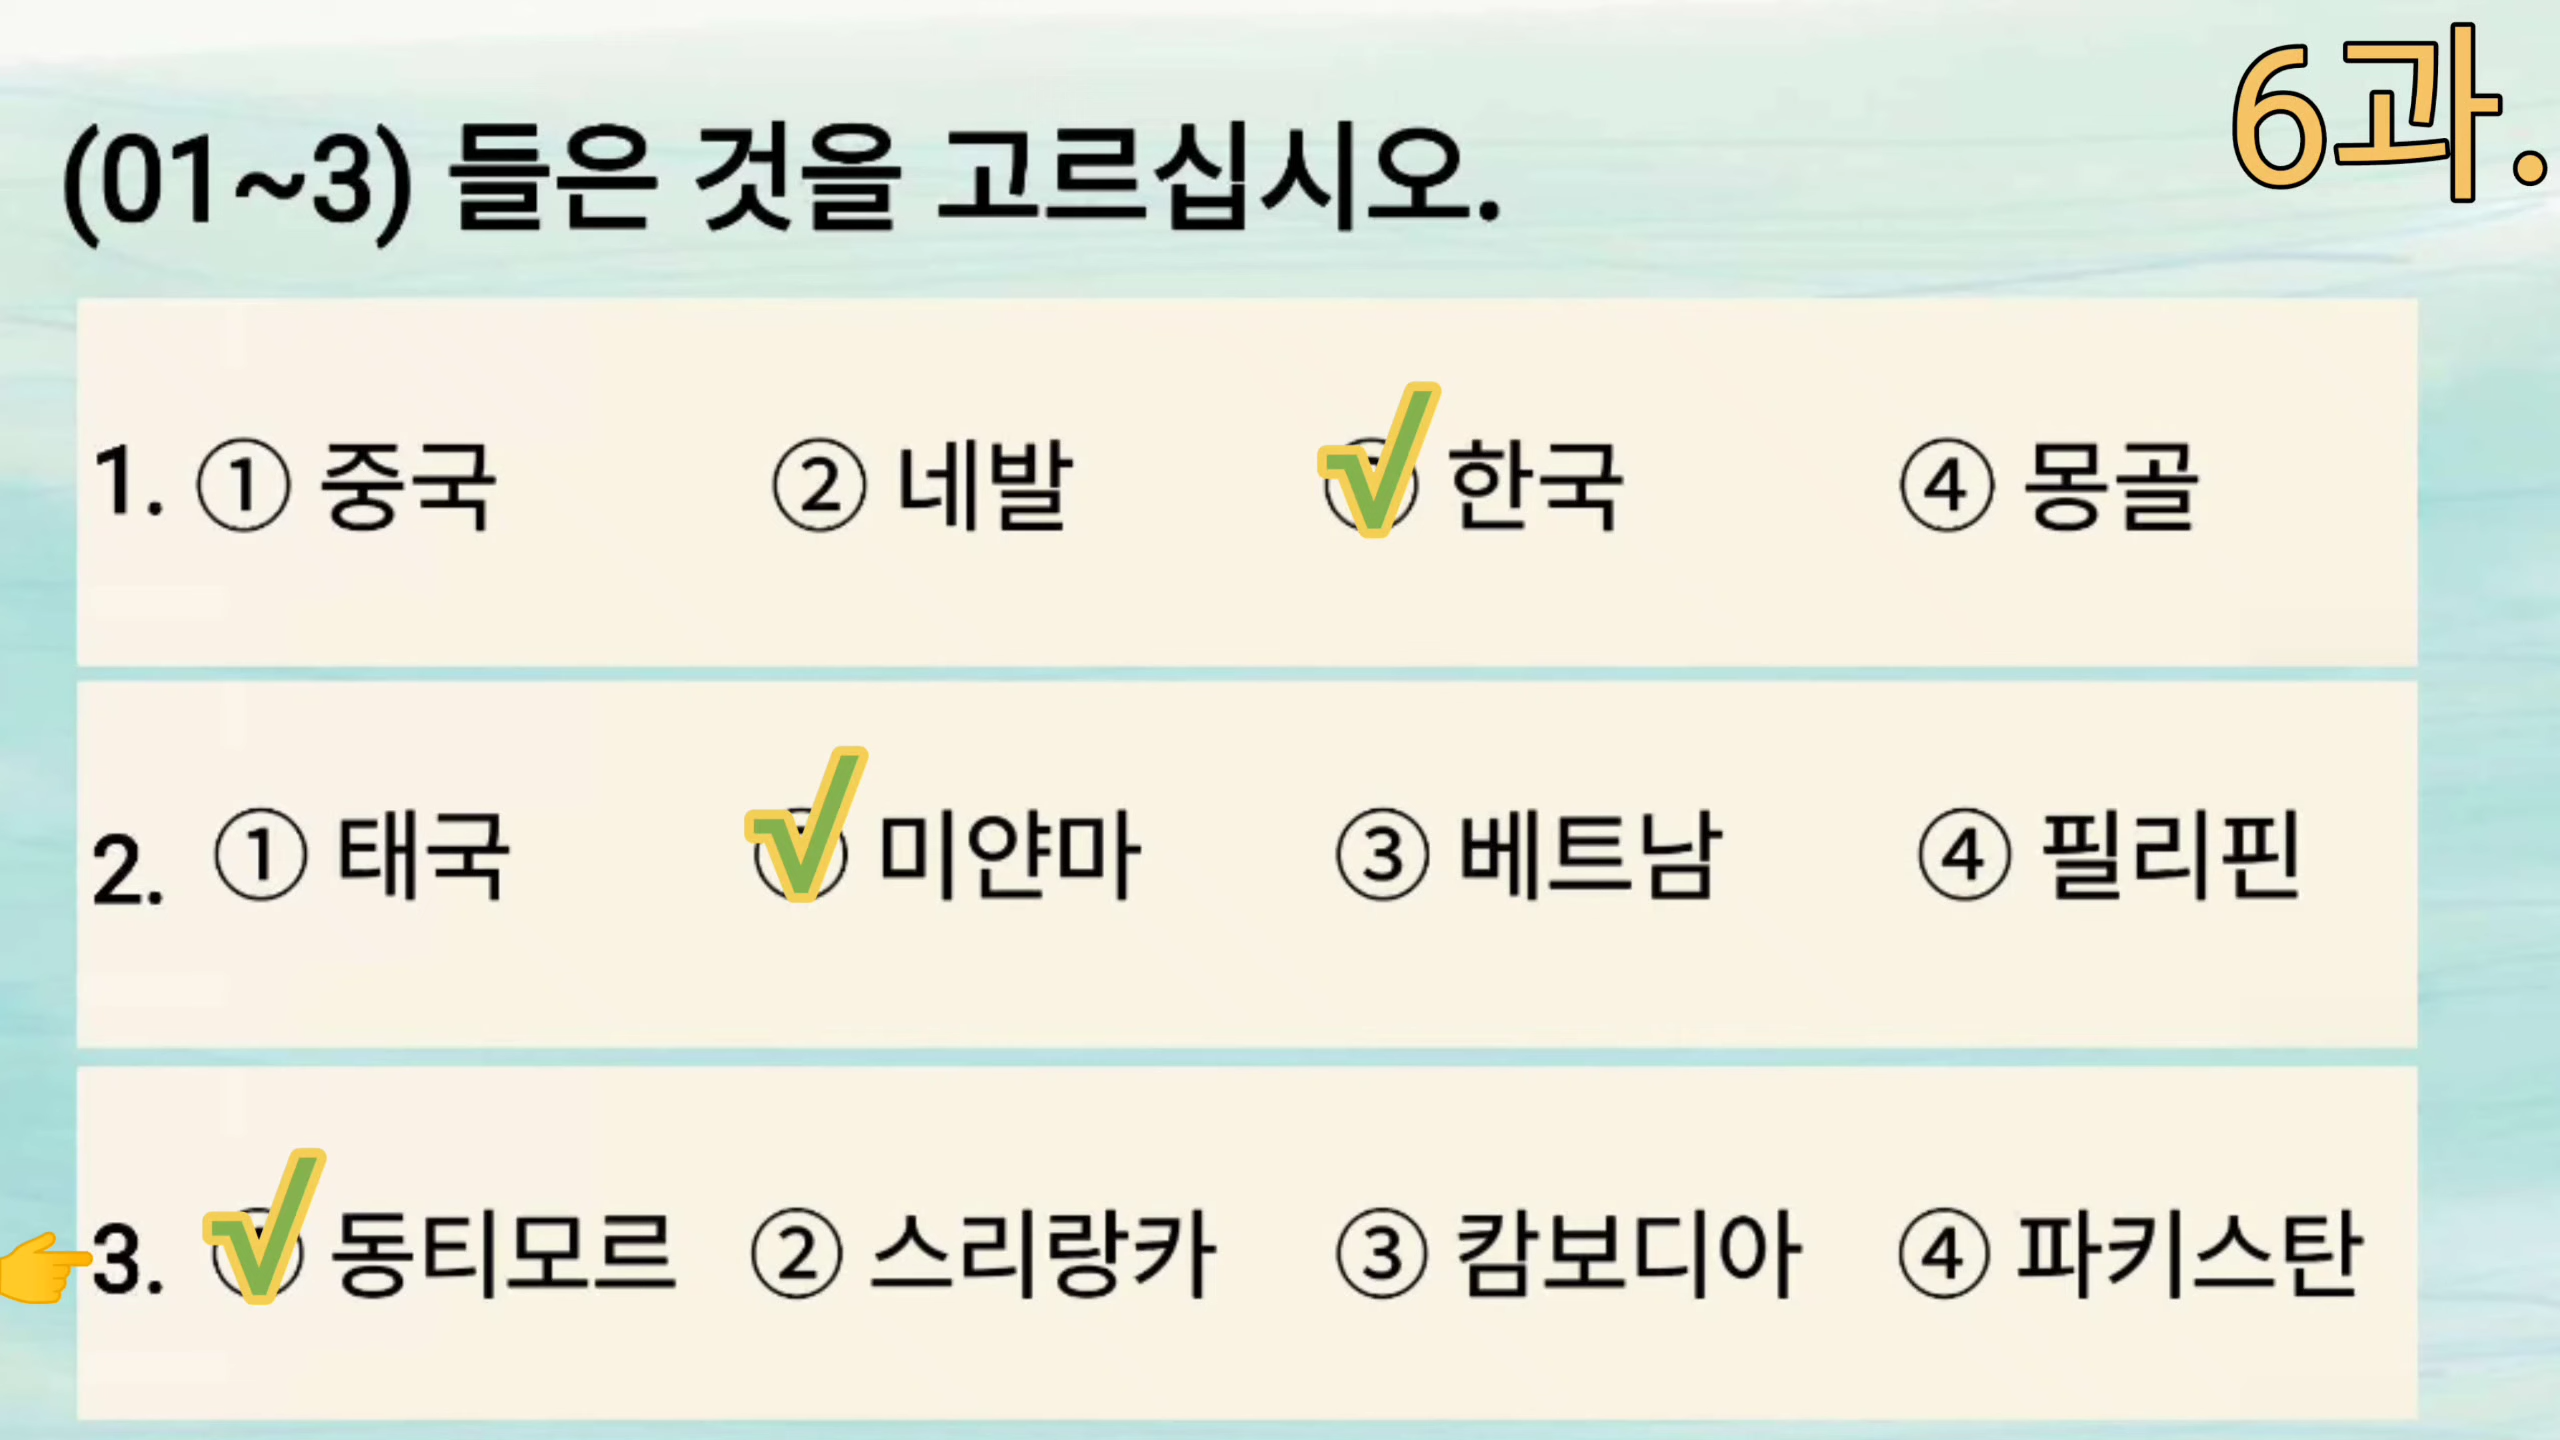 6과.
(01~3) 들은 것을 고르십시오.
1. ① 중국 ② 네발 ③ 한국 ④ 몽골
2. ① 태국 ② 미얀마 ③ 베트남 ④ 필리핀
3. ① 동티모르 ② 스리랑카 ③ 캄보디아 ④ 파키스탄